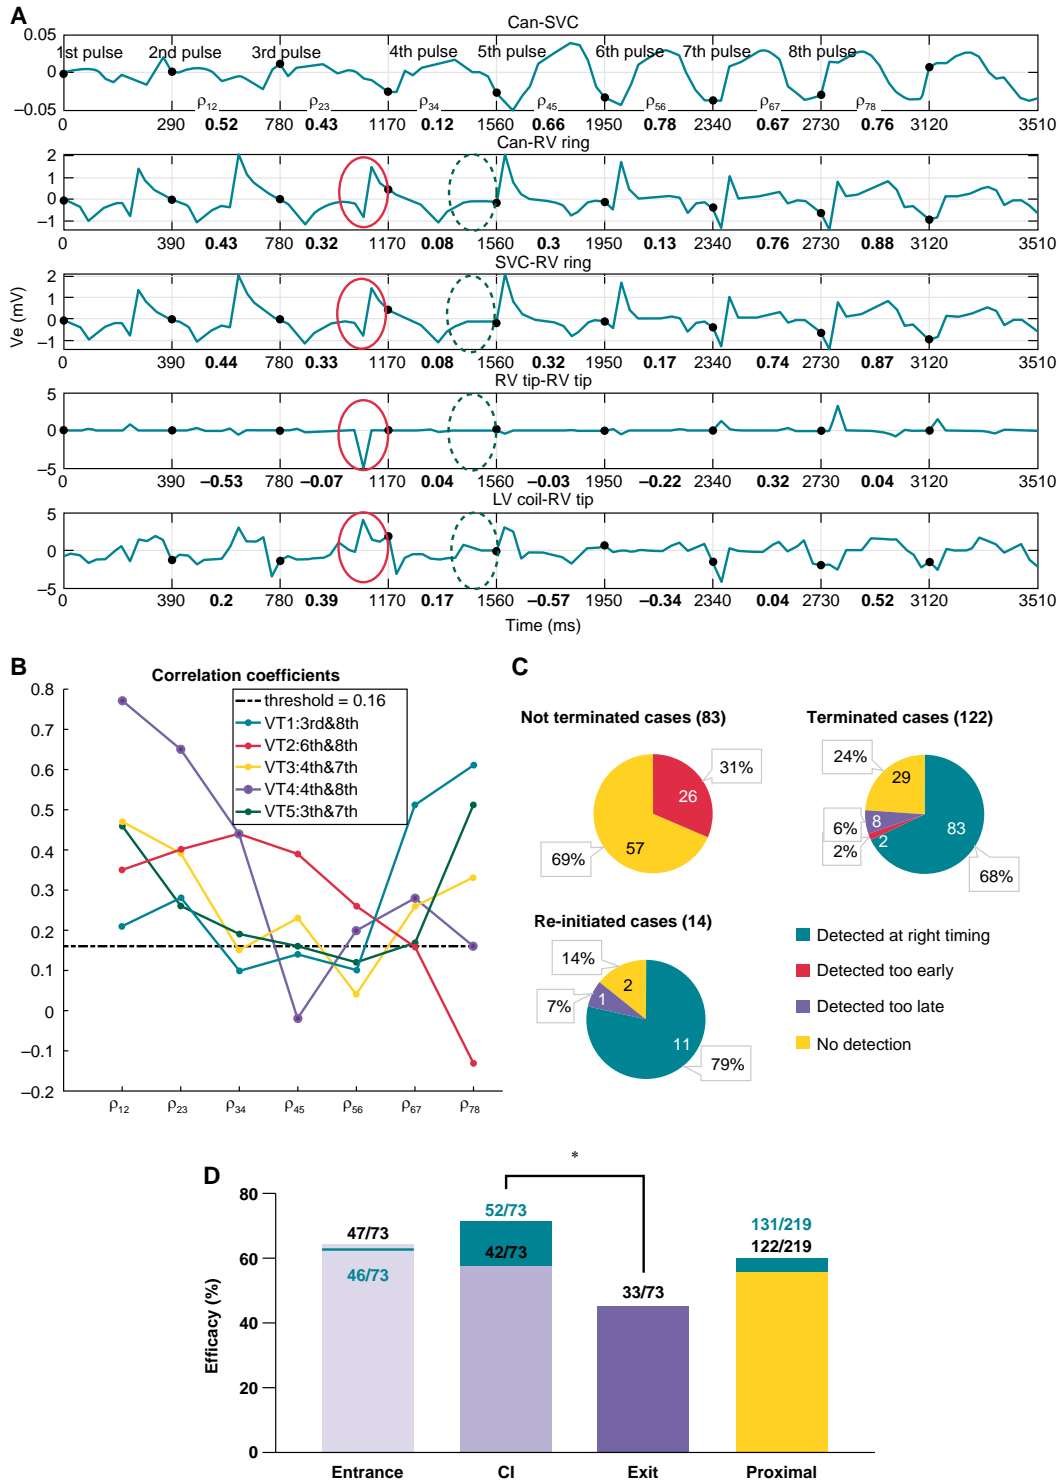 A
Can-SVC
0.05
0
−0.05
1st pulse 2nd pulse 3rd pulse 4th pulse 5th pulse 6th pulse 7th pulse 8th pulse
ρ12 ρ23 ρ34 ρ45 ρ56 ρ67 ρ78
0 290 0.52 780 0.43 1170 0.12 1560 0.66 1950 0.78 2340 0.67 2730 0.76 3120 3510
Can-RV ring
2
1
0
−1
0 390 0.43 780 0.32 1170 0.08 1560 0.3 1950 0.13 2340 0.76 2730 0.88 3120 3510
SVC-RV ring
2
1
0
−1
Ve (mV)
0 390 0.44 780 0.33 1170 0.08 1560 0.32 1950 0.17 2340 0.74 2730 0.87 3120 3510
RV tip-RV tip
5
0
−5
0 390 −0.53 780 −0.07 1170 0.04 1560 −0.03 1950 −0.22 2340 0.32 2730 0.04 3120 3510
LV coil-RV tip
5
0
−5
0 390 0.2 780 0.39 1170 0.17 1560 −0.57 1950 −0.34 2340 0.04 2730 0.52 3120 3510
Time (ms)
B
Correlation coefficients
0.8
0.7
0.6
0.5
0.4
0.3
0.2
0.1
0
−0.1
−0.2
threshold = 0.16
VT1:3rd&8th
VT2:6th&8th
VT3:4th&7th
VT4:4th&8th
VT5:3th&7th
ρ12 ρ23 ρ34 ρ45 ρ56 ρ67 ρ78
C
Not terminated cases (83)
31%
26
57
69%
Terminated cases (122)
24%
29
8
6%
2
2%
83
68%
Re-initiated cases (14)
14%
2
7%
1
11
79%
Detected at right timing
Detected too early
Detected too late
No detection
D
*
80
60
40
20
0
Efficacy (%)
47/73
46/73
52/73
42/73
33/73
131/219
122/219
Entrance CI Exit Proximal